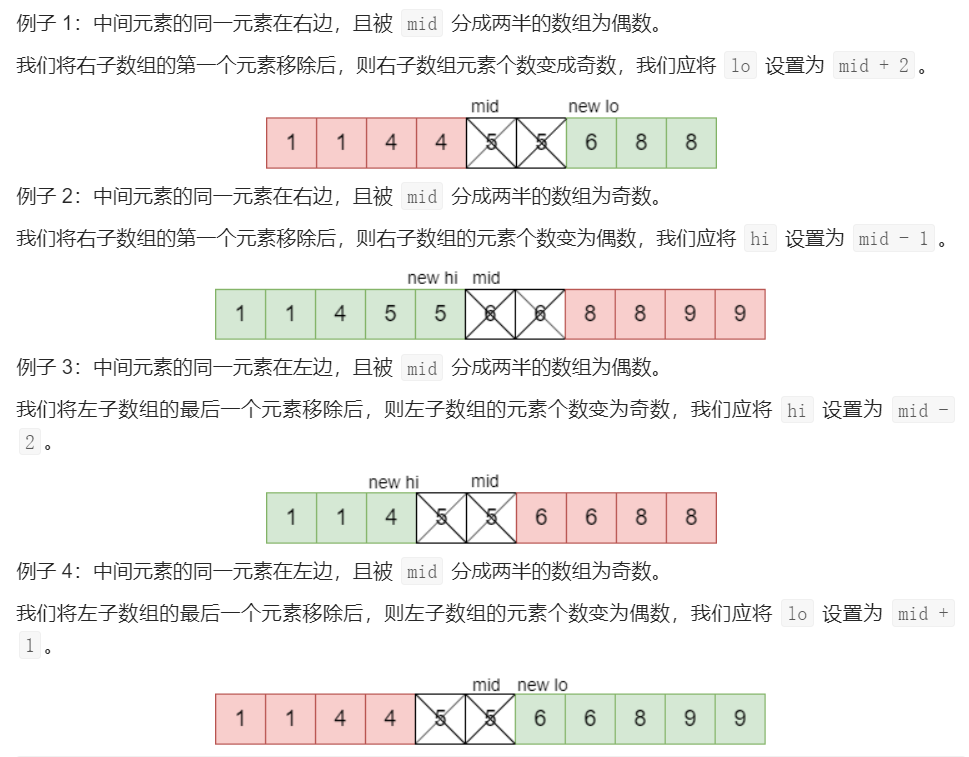 例子 1：中间元素的同一元素在右边，且被 mid 分成两半的数组为偶数。
我们将右子数组的第一个元素移除后，则右子数组元素个数变成奇数，我们应将 lo 设置为 mid + 2 。
mid new lo
1 1 4 4 5 5 6 8 8
例子 2：中间元素的同一元素在右边，且被 mid 分成两半的数组为奇数。
我们将右子数组的第一个元素移除后，则右子数组的元素个数变为偶数，我们应将 hi 设置为 mid - 1 。
new hi mid
1 1 4 5 5 6 6 8 8 9 9
例子 3：中间元素的同一元素在左边，且被 mid 分成两半的数组为偶数。
我们将左子数组的最后一个元素移除后，则左子数组的元素个数变为奇数，我们应将 hi 设置为 mid -
2 。
new hi mid
1 1 4 5 5 6 6 8 8
例子 4：中间元素的同一元素在左边，且被 mid 分成两半的数组为奇数。
我们将左子数组的最后一个元素移除后，则左子数组的元素个数变为偶数，我们应将 lo 设置为 mid +
1 。
mid new lo
1 1 4 4 5 5 6 6 8 9 9